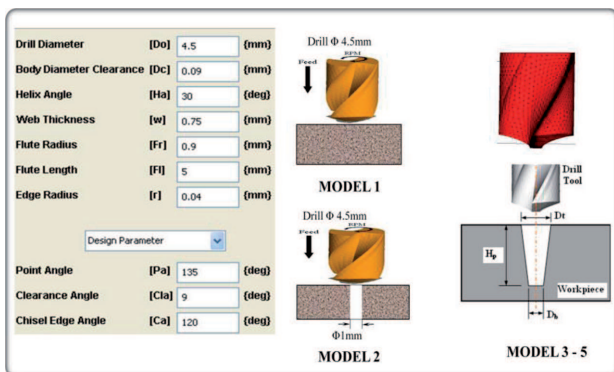 Drill Diameter [Do] 4.5 {mm}
Body Diameter Clearance [Dc] 0.09 {mm}
Helix Angle [Ha] 30 {deg}
Web Thickness [w] 0.75 {mm}
Flute Radius [Fr] 0.9 {mm}
Flute Length [Fl] 5 {mm}
Edge Radius [r] 0.04 {mm}
Design Parameter
Point Angle [Pa] 135 {deg}
Clearance Angle [Cla] 9 {deg}
Chisel Edge Angle [Ca] 120 {deg}
Drill Φ 4.5mm
RPM
Feed
MODEL 1
Drill Φ 4.5mm
RPM
Feed
Φ1mm
MODEL 2
Drill
Tool
Dt
Hp
Workpiece
Dh
MODEL 3 - 5